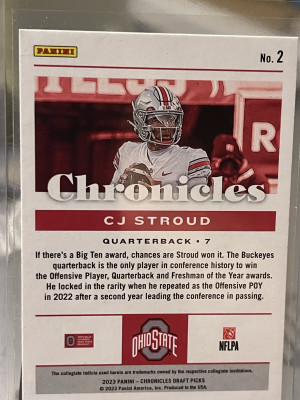 PANINI
No. 2
Chronicles
CJ STROUD
QUARTERBACK • 7
If there's a Big Ten award, chances are Stroud won it. The Buckeyes
quarterback is the only player in conference history to win
the Offensive Player, Quarterback and Freshman of the Year awards.
He locked in the rarity when he repeated as the Offensive POY
in 2022 after a second year leading the conference in passing.
OHIO STATE
NFLPA
The collegiate indicia used herein are trademarks owned by the respective collegiate institutions.
2023 PANINI – CHRONICLES DRAFT PICKS
© 2023 Panini America, Inc. Produced in the USA.